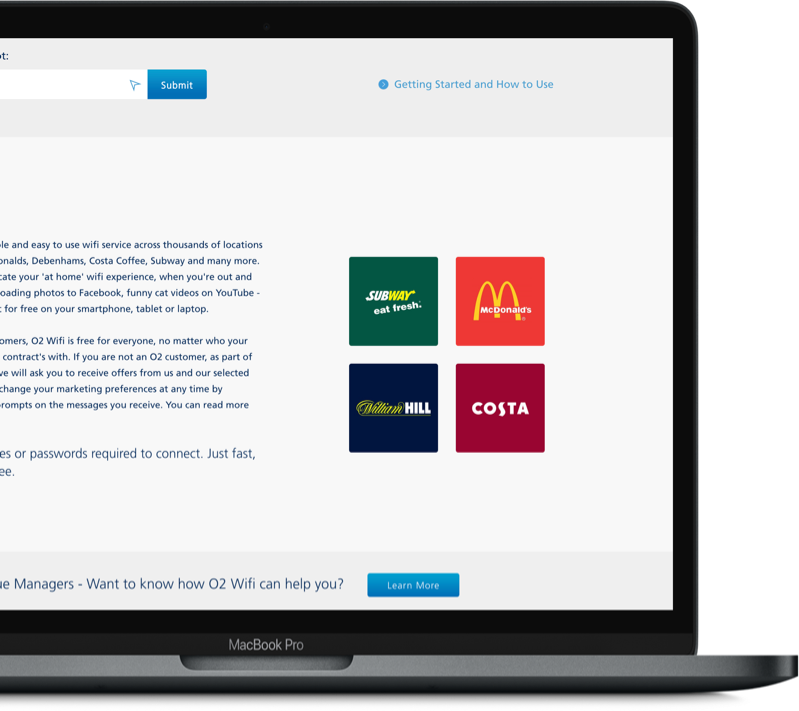 ot:
Submit
Getting Started and How to Use
ole and easy to use wifi service across thousands of locations
onalds, Debenhams, Costa Coffee, Subway and many more.
cate your 'at home' wifi experience, when you're out and
oading photos to Facebook, funny cat videos on YouTube -
t for free on your smartphone, tablet or laptop.
omers, O2 Wifi is free for everyone, no matter who your
contract's with. If you are not an O2 customer, as part of
ve will ask you to receive offers from us and our selected
change your marketing preferences at any time by
prompts on the messages you receive. You can read more
es or passwords required to connect. Just fast,
ee.
SUBWAY
eat fresh.
McDonald's
William HILL
COSTA
ue Managers - Want to know how O2 Wifi can help you?
Learn More
MacBook Pro